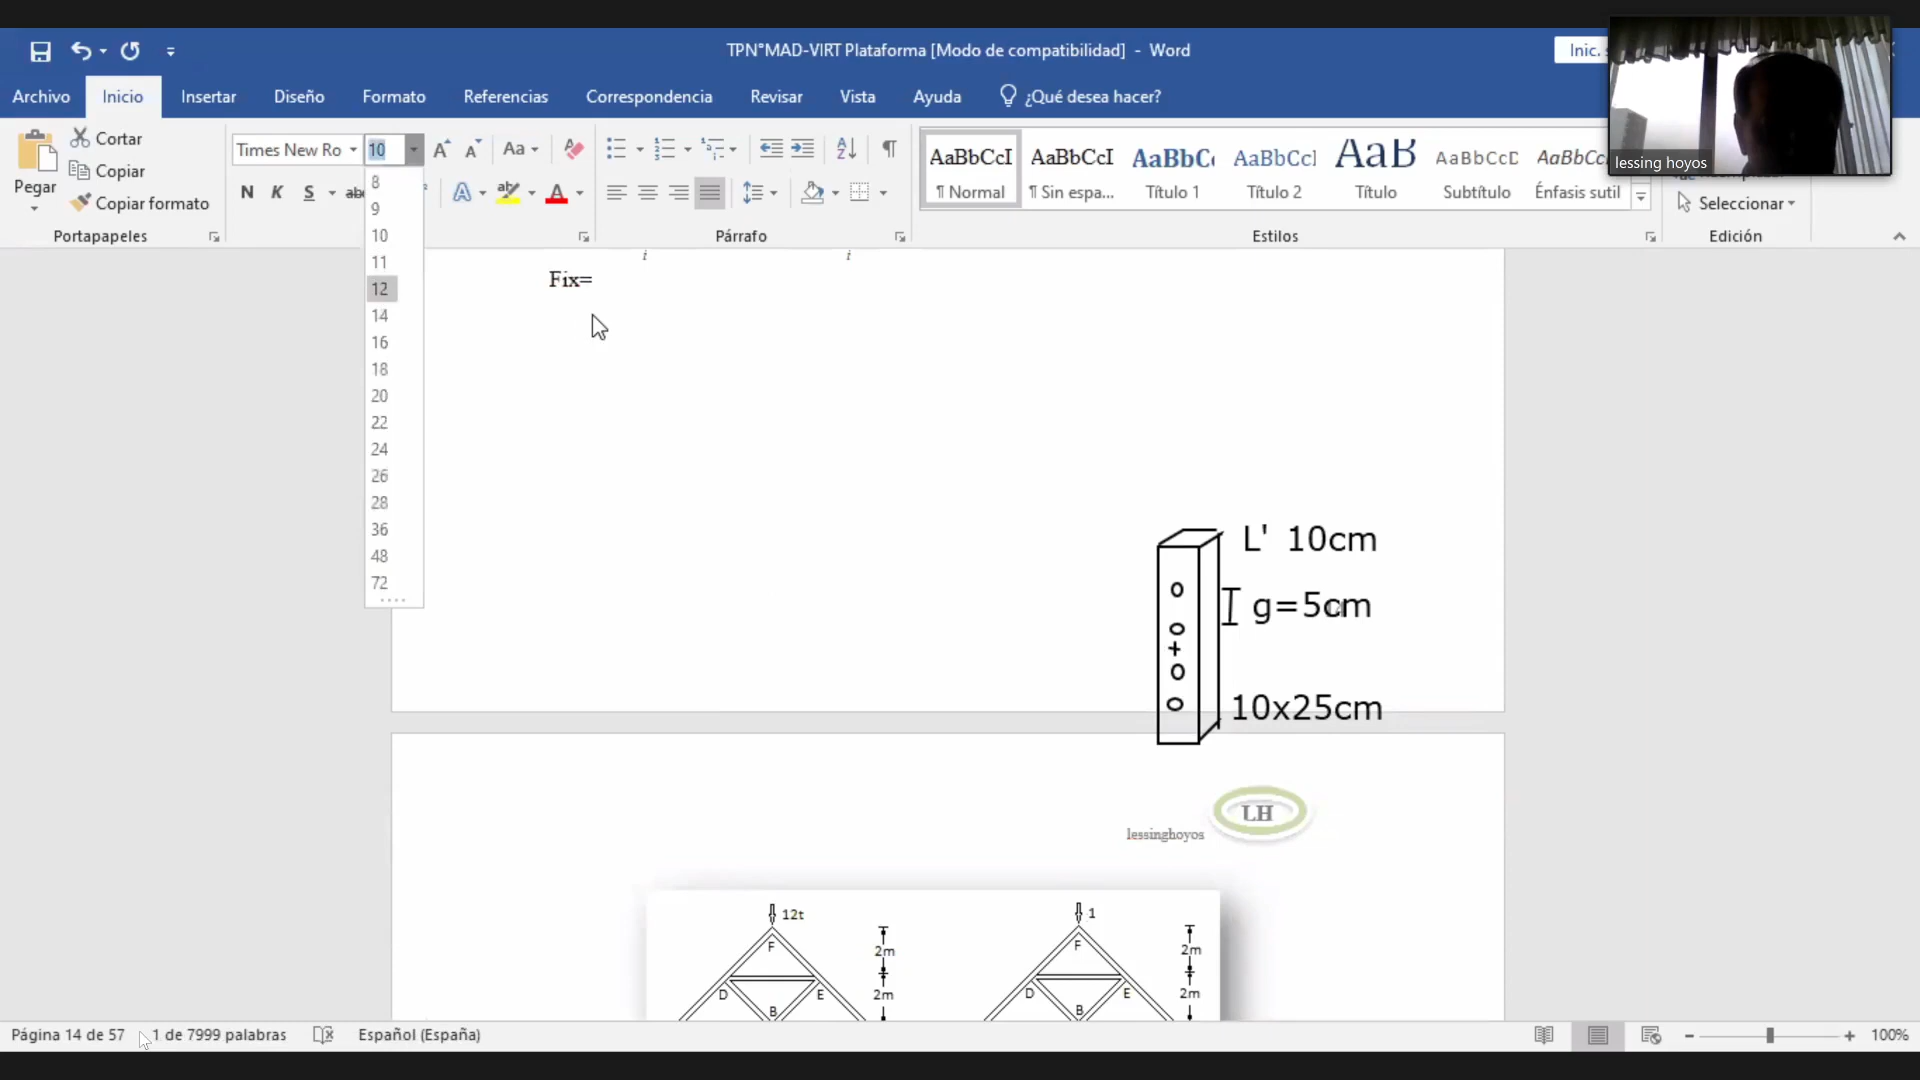 TPN°MAD-VIRT Plataforma [Modo de compatibilidad] - Word
Inic.
Archivo Inicio Insertar Diseño Formato Referencias Correspondencia Revisar Vista Ayuda ¿Qué desea hacer?
lessing hoyos
Pegar
Cortar
Copiar
Copiar formato
Portapapeles
Times New Ro 10
N K S abc
Aa
Párrafo
AaBbCcI AaBbCcI AaBbC AaBbCcI AaB AaBbCcD AaBbCc
¶ Normal ¶ Sin espa... Título 1 Título 2 Título Subtítulo Énfasis sutil
Estilos
Seleccionar
Edición
8
9
10
11
12
14
16
18
20
22
24
26
28
36
48
72
i i
Fix=
L' 10cm
g=5cm
10x25cm
LH
lessinghoyos
12t
F
2m
2m
D
E
B
1
F
2m
2m
D
E
B
Página 14 de 57 1 de 7999 palabras Español (España) 100%